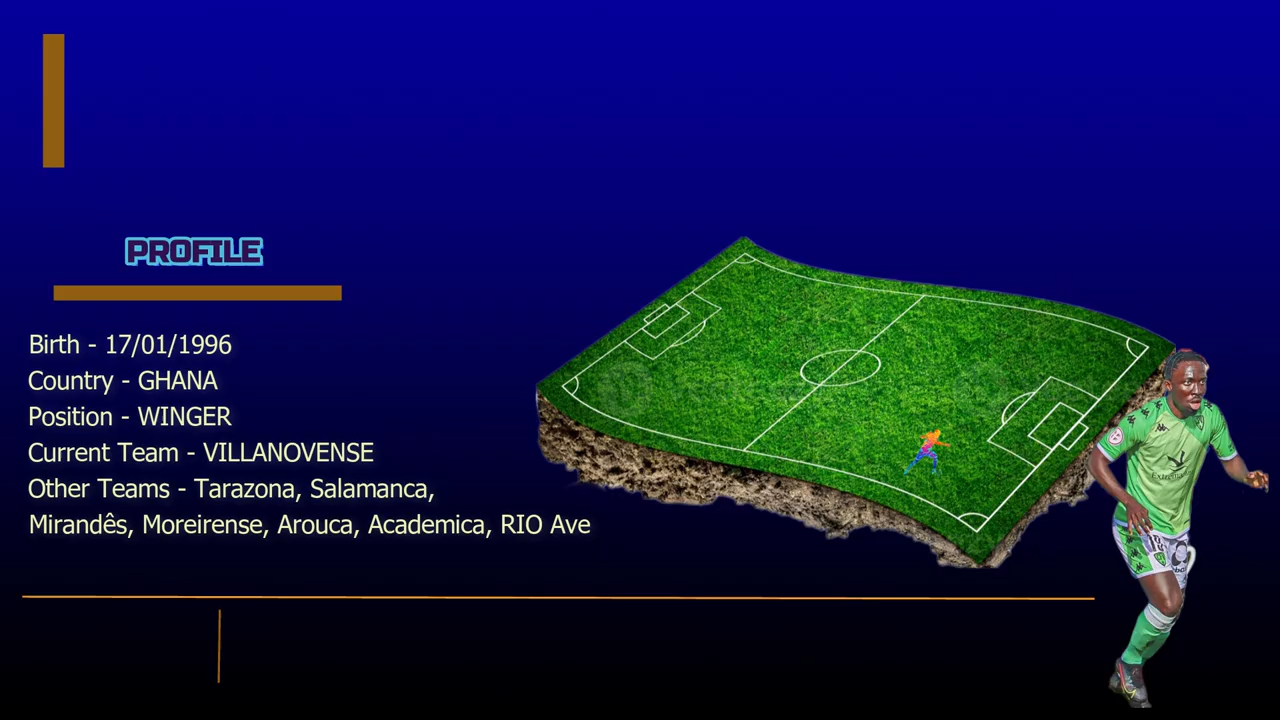 PROFILE
Birth - 17/01/1996
Country - GHANA
Position - WINGER
Current Team - VILLANOVENSE
Other Teams - Tarazona, Salamanca,
Mirandês, Moreirense, Arouca, Academica, RIO Ave